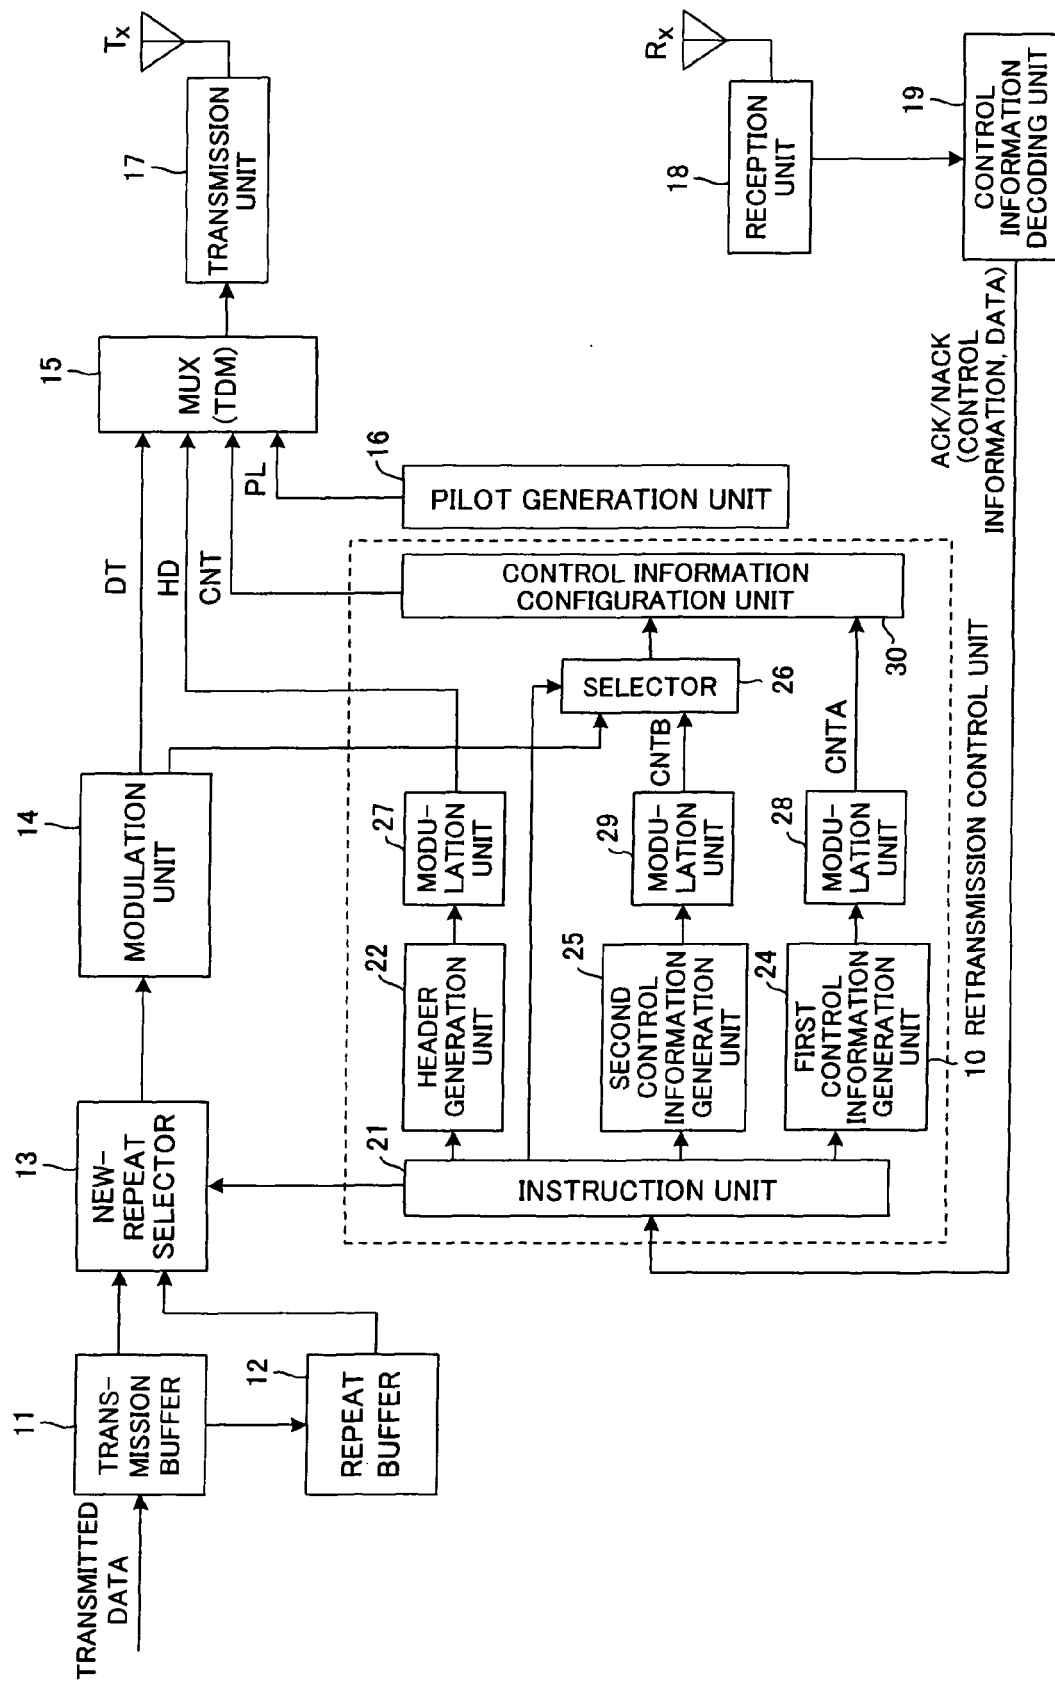 TRANSMITTED
DATA
11
TRANS-
MISSION
BUFFER
12
REPEAT
BUFFER
13
NEW-
REPEAT
SELECTOR
14
MODULATION
UNIT
DT
HD
CNT
PL
15
MUX
(TDM)
17
TRANSMISSION
UNIT
Tx
16
PILOT GENERATION UNIT
21
INSTRUCTION UNIT
22
HEADER
GENERATION
UNIT
27
MODU-
LATION
UNIT
25
SECOND
CONTROL
INFORMATION
GENERATION
UNIT
29
MODU-
LATION
UNIT
CNTB
SELECTOR
26
24
FIRST
CONTROL
INFORMATION
GENERATION
UNIT
28
MODU-
LATION
UNIT
CNTA
CONTROL INFORMATION
CONFIGURATION UNIT
30
10 RETRANSMISSION CONTROL UNIT
Rx
18
RECEPTION
UNIT
19
CONTROL
INFORMATION
DECODING UNIT
ACK/NACK
(CONTROL
INFORMATION, DATA)